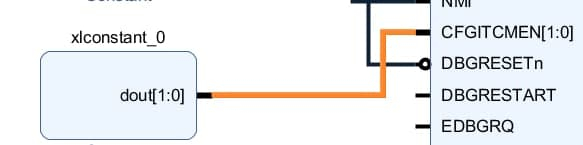 Constant
NMI
xlconstant_0
CFGITCMEN[1:0]
DBGRESETn
dout[1:0]
DBGRESTART
EDBGRQ